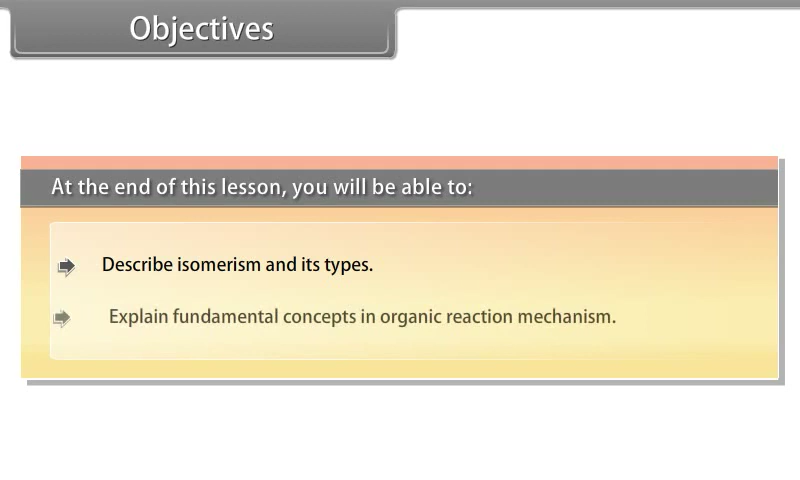 Objectives
At the end of this lesson, you will be able to:
Describe isomerism and its types.
Explain fundamental concepts in organic reaction mechanism.